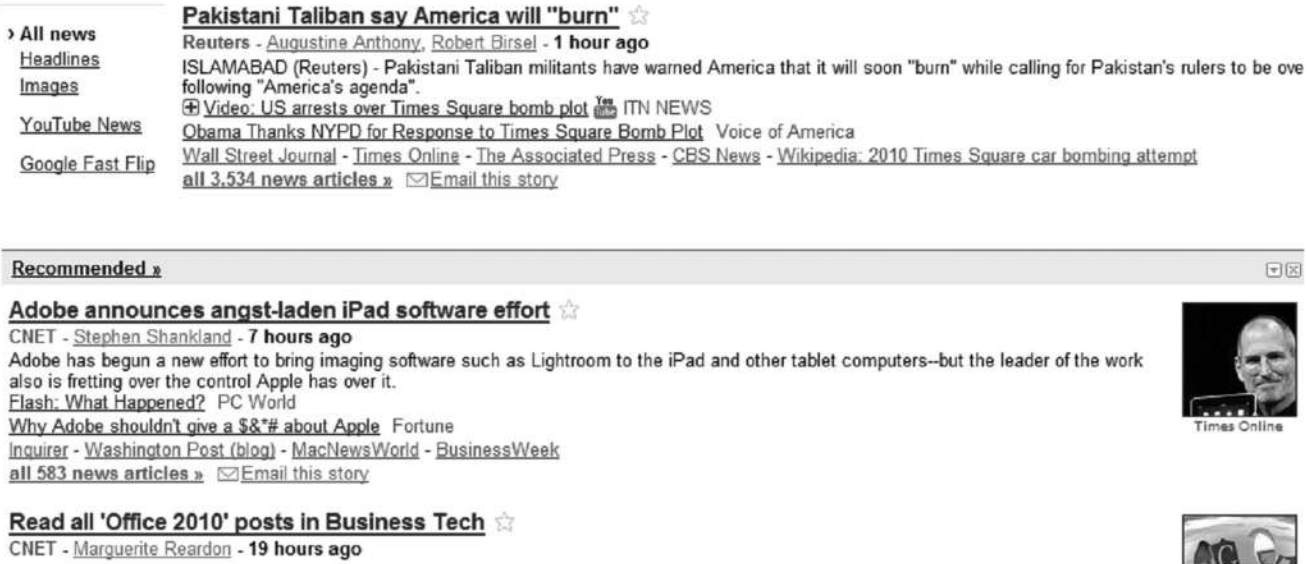 › All news
Headlines
Images
YouTube News
Google Fast Flip
Pakistani Taliban say America will "burn"
Reuters - Augustine Anthony, Robert Birsel - 1 hour ago
ISLAMABAD (Reuters) - Pakistani Taliban militants have warned America that it will soon "burn" while calling for Pakistan's rulers to be ove
following "America's agenda".
Video: US arrests over Times Square bomb plot You Tube ITN NEWS
Obama Thanks NYPD for Response to Times Square Bomb Plot Voice of America
Wall Street Journal - Times Online - The Associated Press - CBS News - Wikipedia: 2010 Times Square car bombing attempt
all 3,534 news articles » Email this story
Recommended »
Adobe announces angst-laden iPad software effort
CNET - Stephen Shankland - 7 hours ago
Adobe has begun a new effort to bring imaging software such as Lightroom to the iPad and other tablet computers--but the leader of the work
also is fretting over the control Apple has over it.
Flash: What Happened? PC World
Why Adobe shouldn't give a $&*# about Apple Fortune
Inquirer - Washington Post (blog) - MacNewsWorld - BusinessWeek
all 583 news articles » Email this story
Times Online
Read all 'Office 2010' posts in Business Tech
CNET - Marguerite Reardon - 19 hours ago